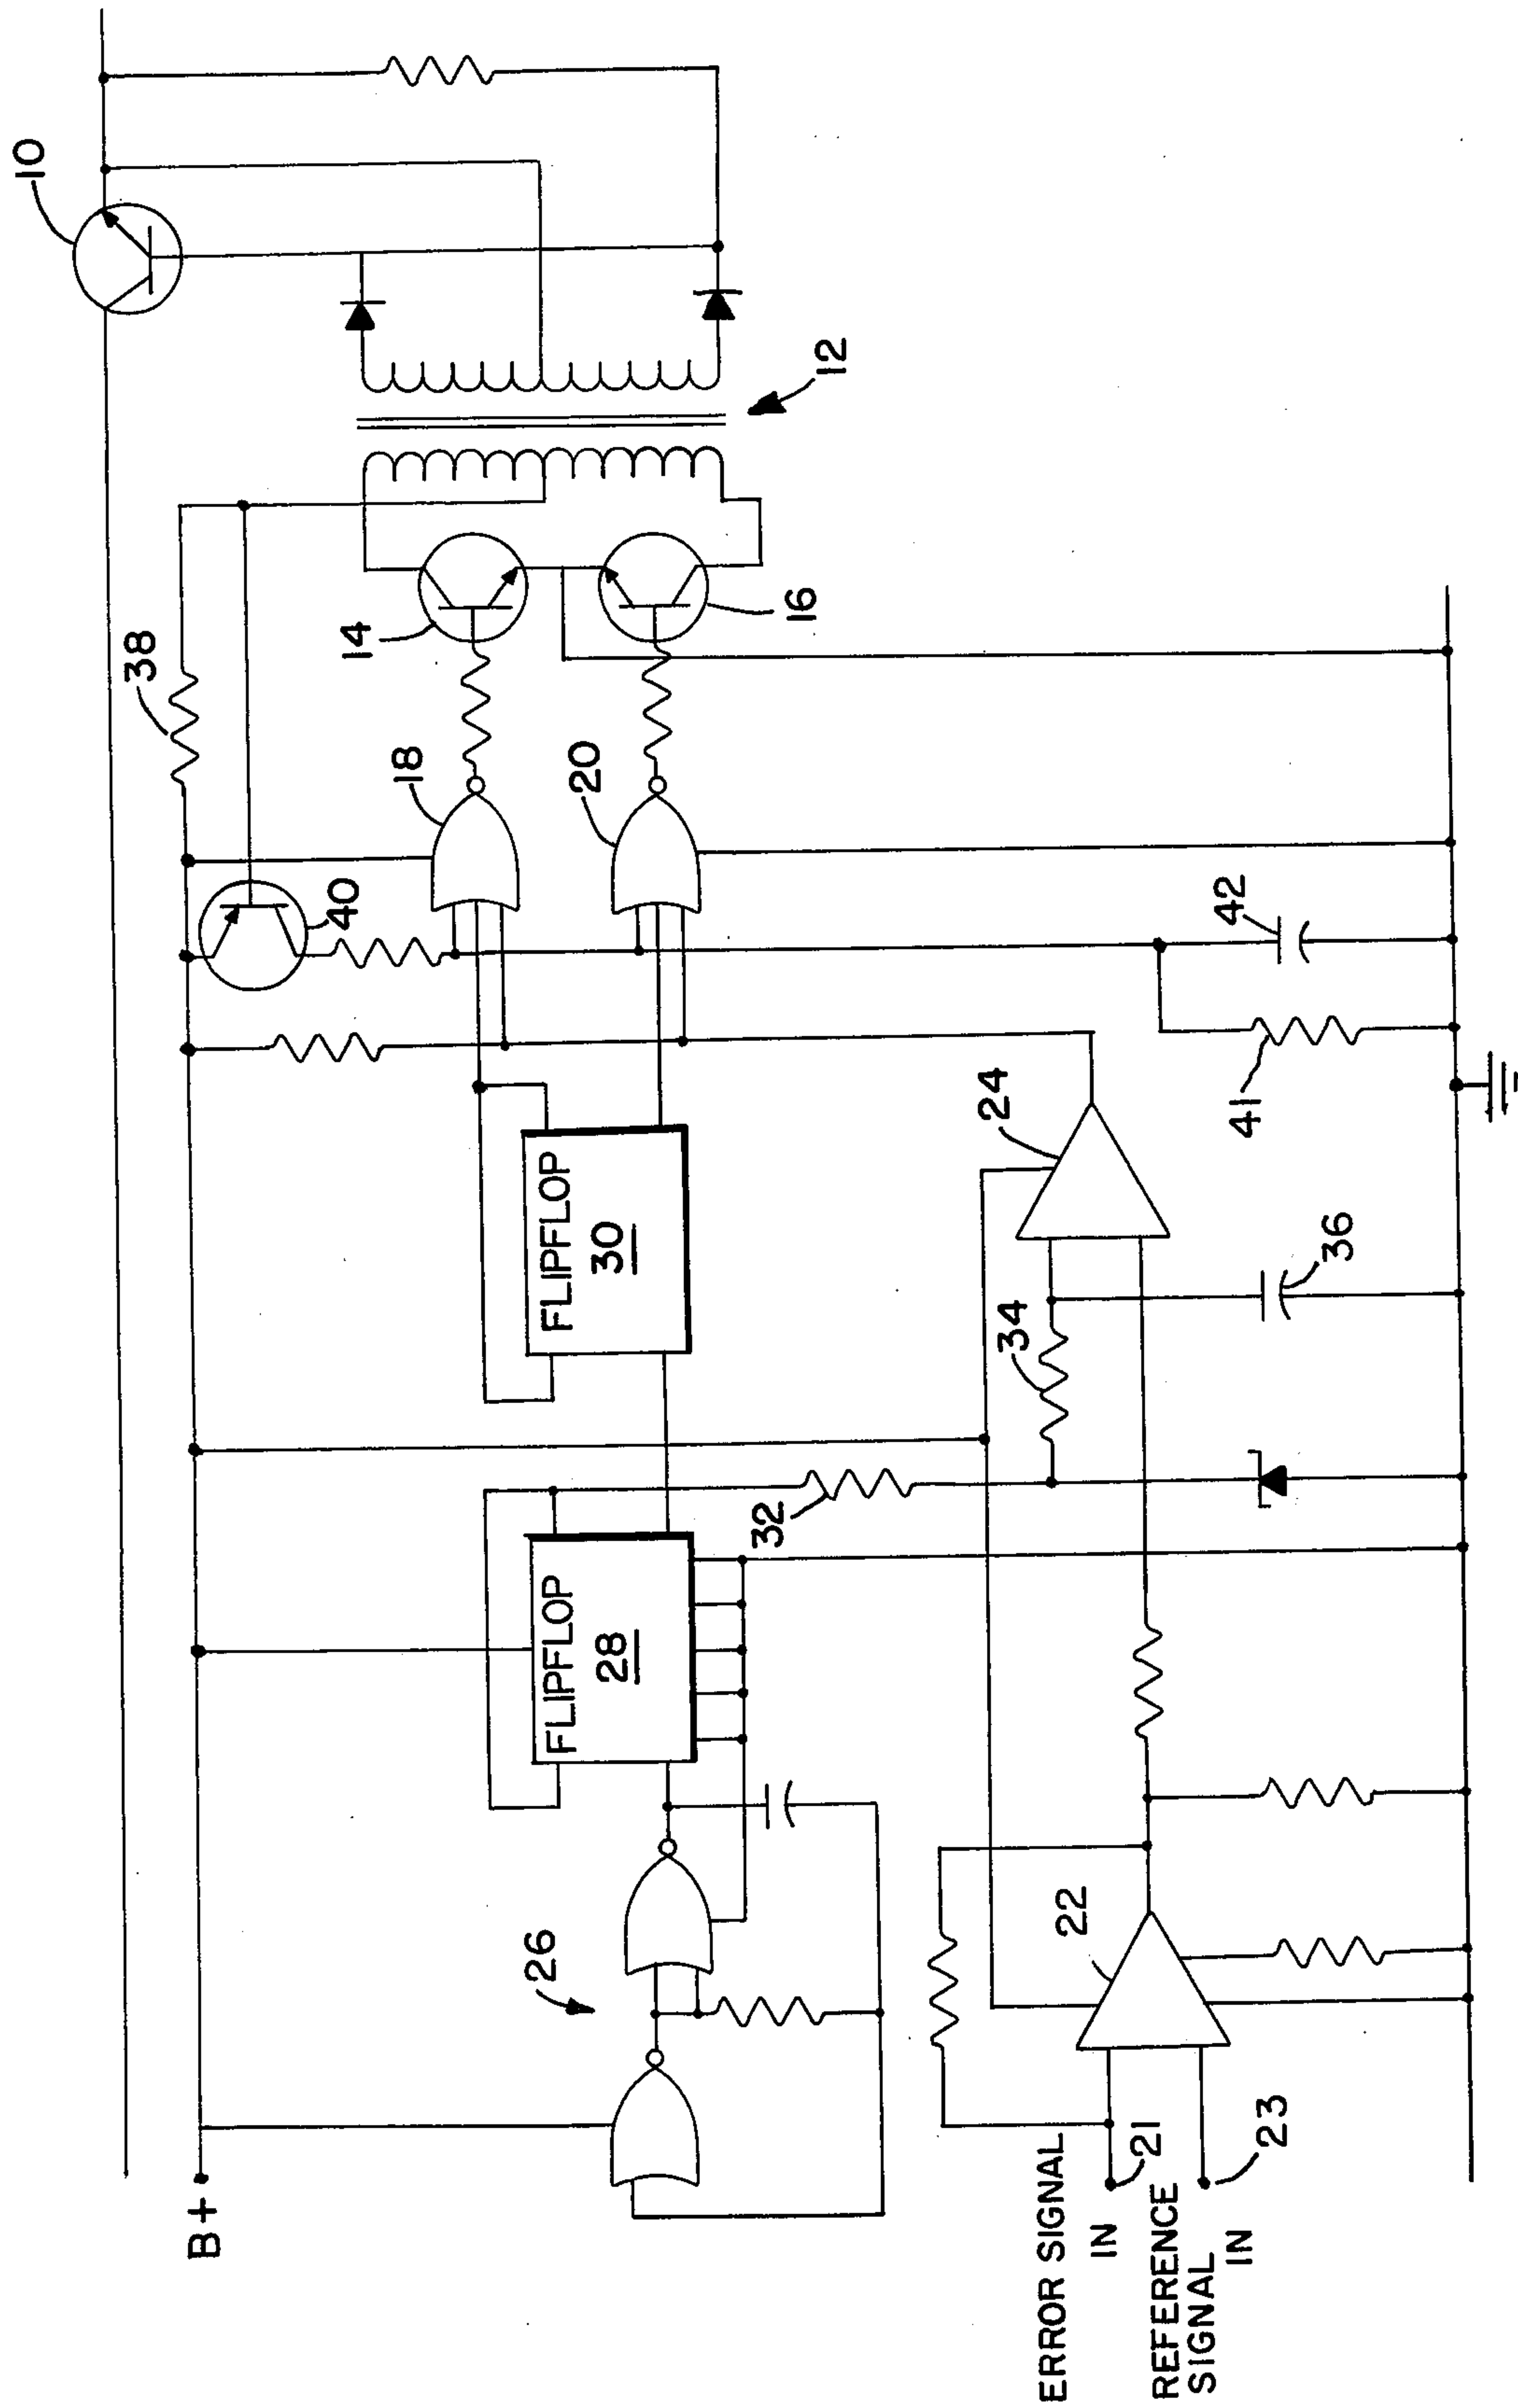 10
12
38
14
16
18
20
40
42
41
24
FLIPFLOP
30
34
36
32
FLIPFLOP
28
26
22
B+
ERROR SIGNAL
IN
21
REFERENCE
SIGNAL
IN
23